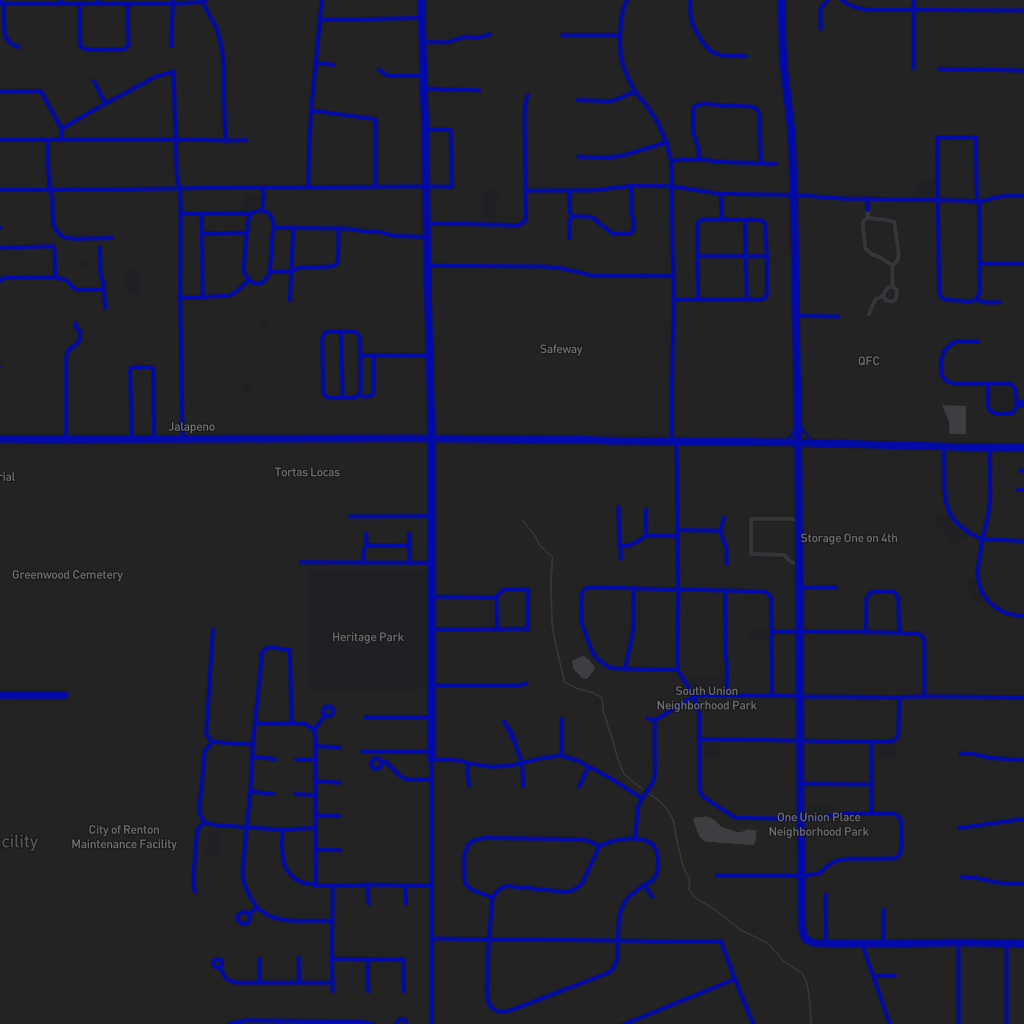 Safeway
QFC
Jalapeno
Tortas Locas
rial
Storage One on 4th
Greenwood Cemetery
Heritage Park
South Union
Neighborhood Park
One Union Place
Neighborhood Park
City of Renton
Maintenance Facility
cility